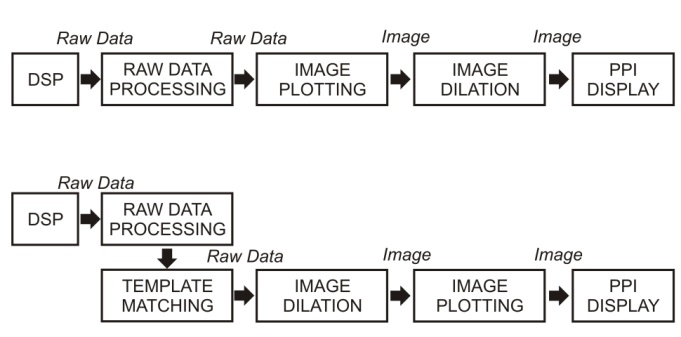 Raw Data Raw Data Image Image
DSP RAW DATA PROCESSING IMAGE PLOTTING IMAGE DILATION PPI DISPLAY
Raw Data
DSP RAW DATA PROCESSING
Raw Data Image Image
TEMPLATE MATCHING IMAGE DILATION IMAGE PLOTTING PPI DISPLAY